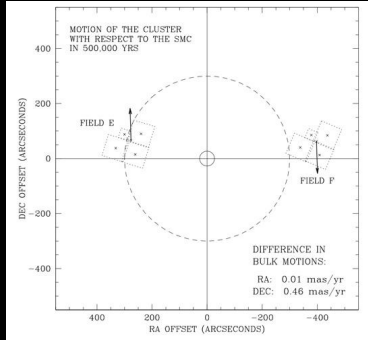 MOTION OF THE CLUSTER
WITH RESPECT TO THE SMC
IN 500,000 YRS
400
200
0
−200
−400
DEC OFFSET (ARCSECONDS)
FIELD E
FIELD F
DIFFERENCE IN
BULK MOTIONS:
RA: 0.01 mas/yr
DEC: 0.46 mas/yr
400 200 0 −200 −400
RA OFFSET (ARCSECONDS)